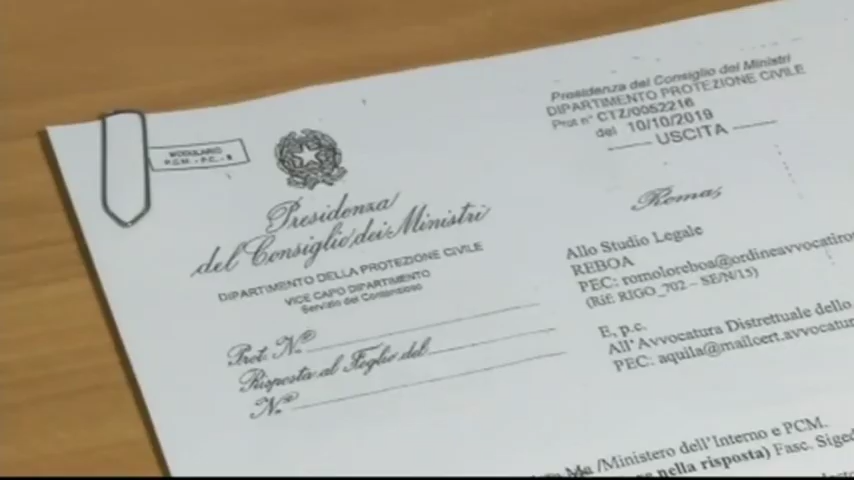 MODULARIO
P.C.M. - P.C. - 8
Presidenza
del Consiglio dei Ministri
DIPARTIMENTO DELLA PROTEZIONE CIVILE
VICE CAPO DIPARTIMENTO
Servizio del Contenzioso
Prot. N.º
Risposta al Foglio del
N.º
Presidenza del Consiglio dei Ministri
DIPARTIMENTO PROTEZIONE CIVILE
Prot n° CTZ/0052216
del 10/10/2019
USCITA
Roma,
Allo Studio Legale
REBOA
PEC: romoloreboa@ordineavvocatiro
(Rif. RIGO_702 – SE/N/15)
E, p.c.
All'Avvocatura Distrettuale dello
PEC: aquila@mailcert.avvocatur
/Ministero dell'Interno e PCM.
nella risposta) Fasc. Siged